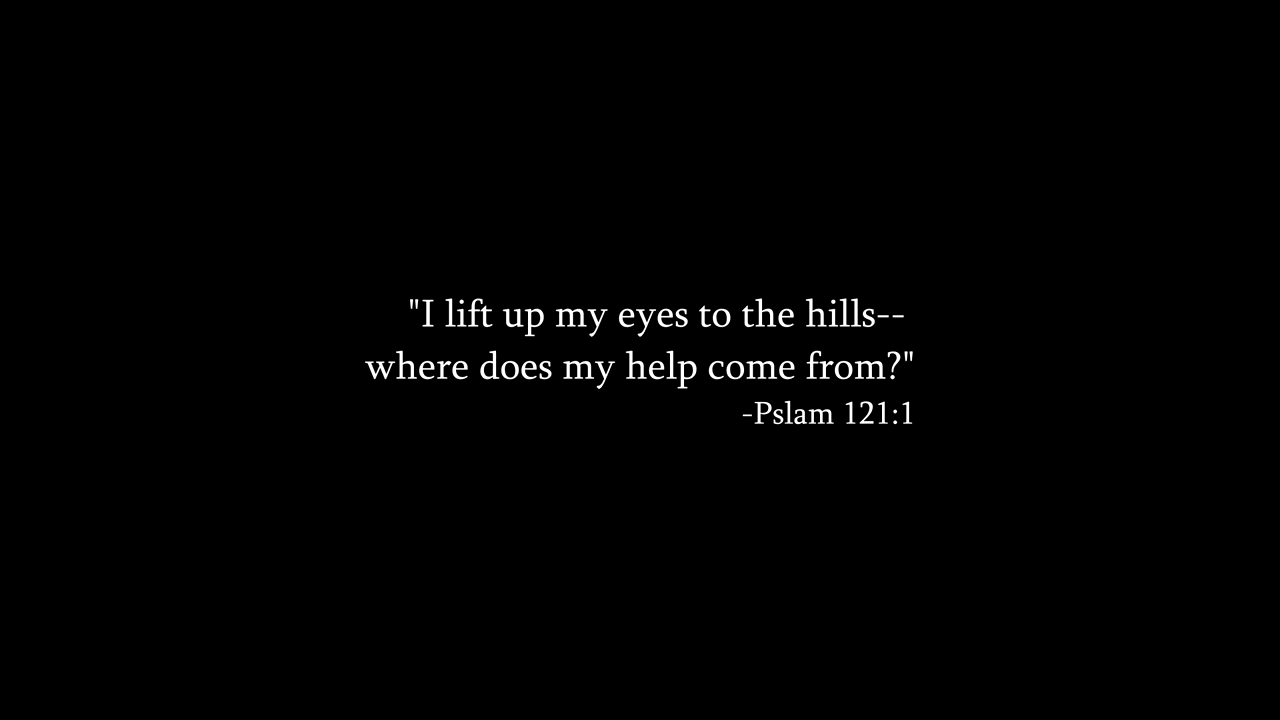 "I lift up my eyes to the hills--
where does my help come from?"
-Pslam 121:1